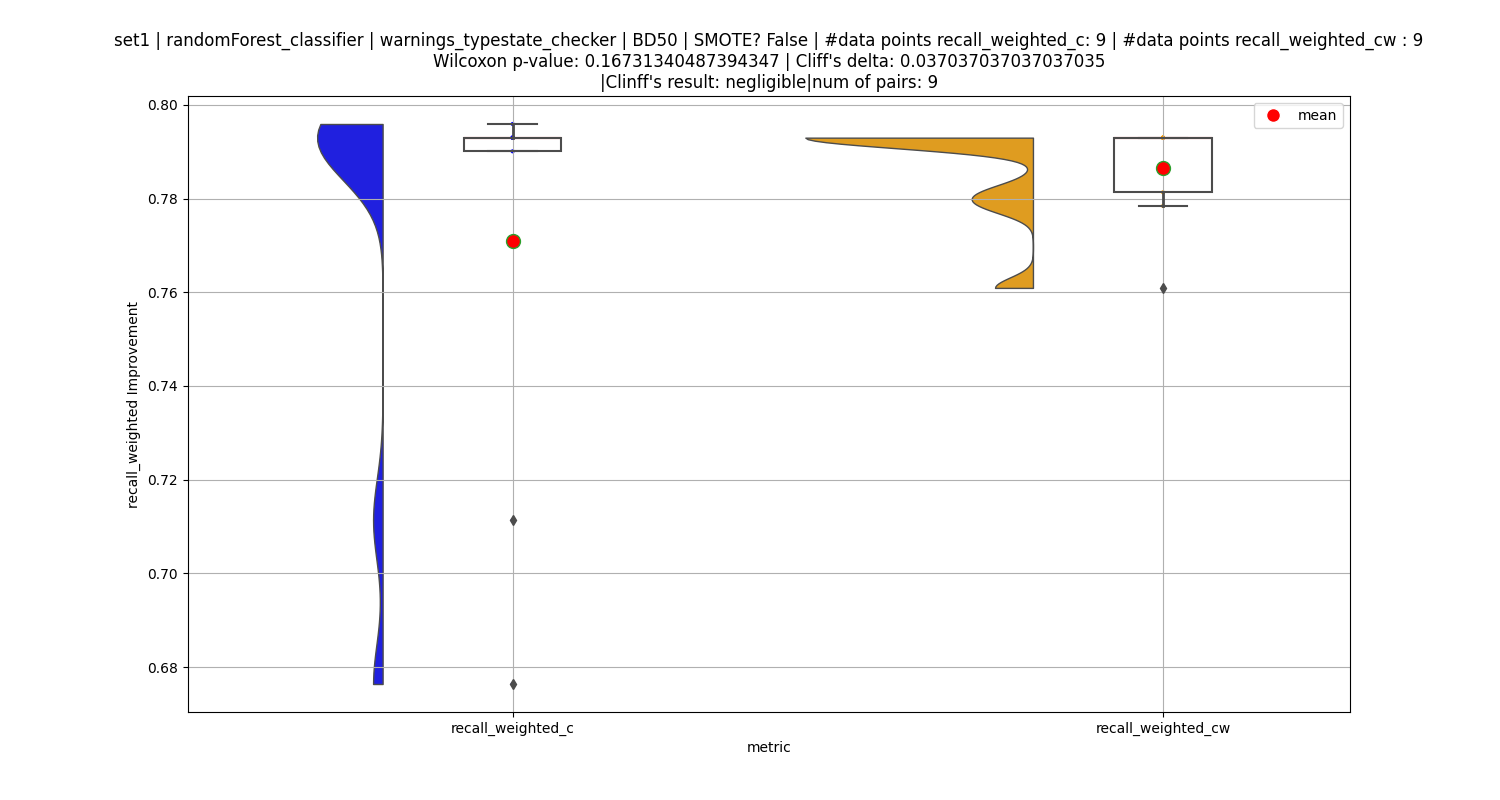 set1 | randomForest_classifier | warnings_typestate_checker | BD50 | SMOTE? False | #data points recall_weighted_c: 9 | #data points recall_weighted_cw : 9
Wilcoxon p-value: 0.16731340487394347 | Cliff's delta: 0.037037037037037035
|Clinff's result: negligible|num of pairs: 9
mean
0.80
0.78
0.76
0.74
0.72
0.70
0.68
recall_weighted Improvement
recall_weighted_c
recall_weighted_cw
metric